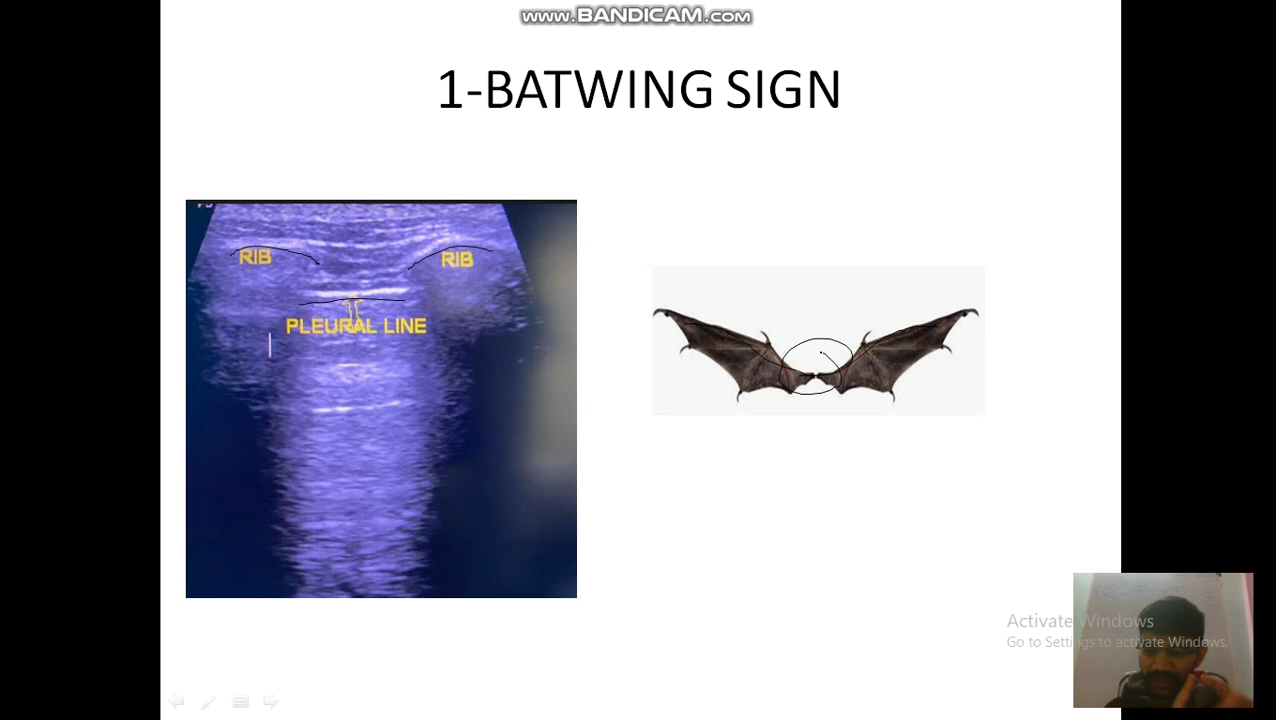 WWW.BANDICAM.COM
1-BATWING SIGN
RIB
RIB
PLEURAL LINE
Activate Windows
Go to Settings to activate Windows.